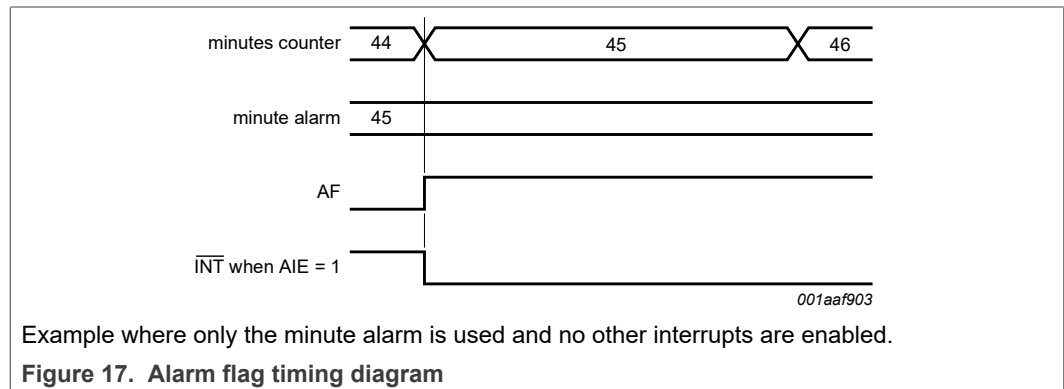 minutes counter 44 45 46
minute alarm 45
AF
INT when AIE = 1
001aaf903
Example where only the minute alarm is used and no other interrupts are enabled.
Figure 17. Alarm flag timing diagram